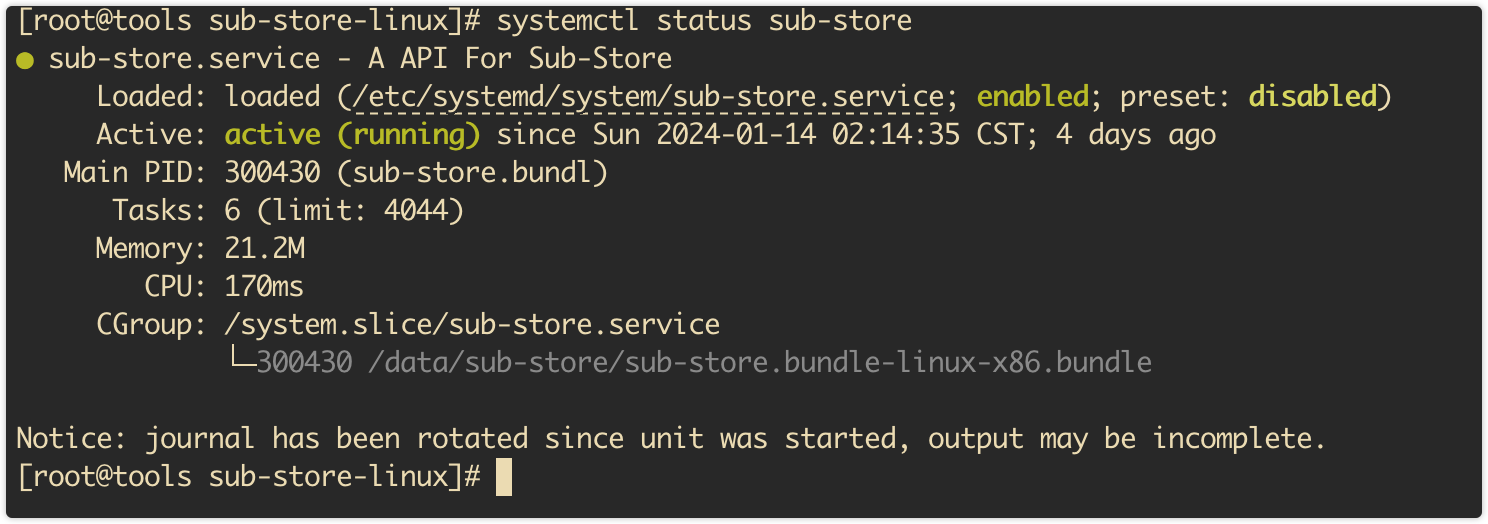 [root@tools sub-store-linux]# systemctl status sub-store
● sub-store.service - A API For Sub-Store
Loaded: loaded (/etc/systemd/system/sub-store.service; enabled; preset: disabled)
Active: active (running) since Sun 2024-01-14 02:14:35 CST; 4 days ago
Main PID: 300430 (sub-store.bundl)
Tasks: 6 (limit: 4044)
Memory: 21.2M
CPU: 170ms
CGroup: /system.slice/sub-store.service
└─300430 /data/sub-store/sub-store.bundle-linux-x86.bundle
Notice: journal has been rotated since unit was started, output may be incomplete.
[root@tools sub-store-linux]#